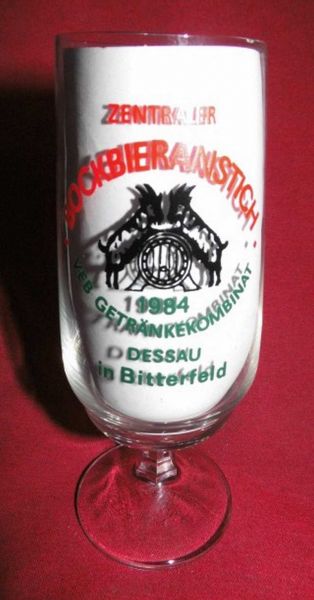 ZENTRALER
BOCKBIERANSTICH
1984
VEB GETRÄNKEKOMBINAT
DESSAU
in Bitterfeld